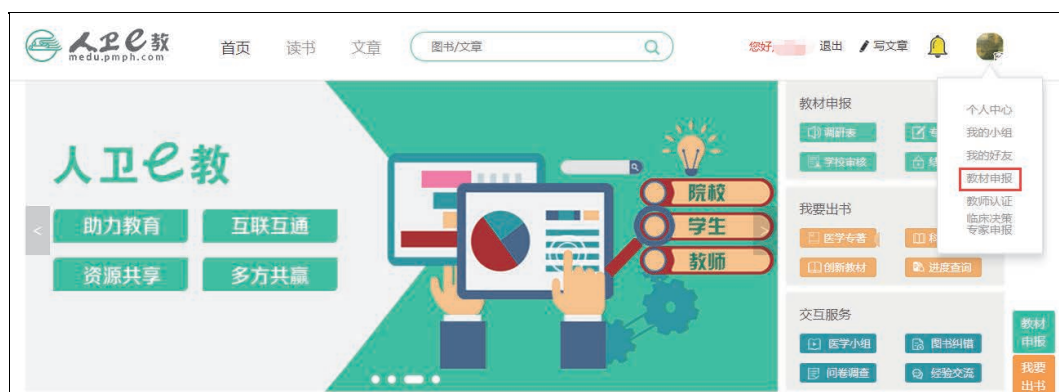 人卫e教
medu.pmph.com
首页 读书 文章 图书/文章 您好, 退出 写文章
个人中心
我的小组
我的好友
教材申报
教师认证
临床决策
专家申报
人卫e教
助力教育 互联互通
资源共享 多方共赢
院校
学生
教师
<
>
教材申报
调研表
学校审核
我要出书
医学专著
创新教材 进度查询
交互服务
医学小组 图书纠错
问卷调查 经验交流
教材
申报
我要
出书